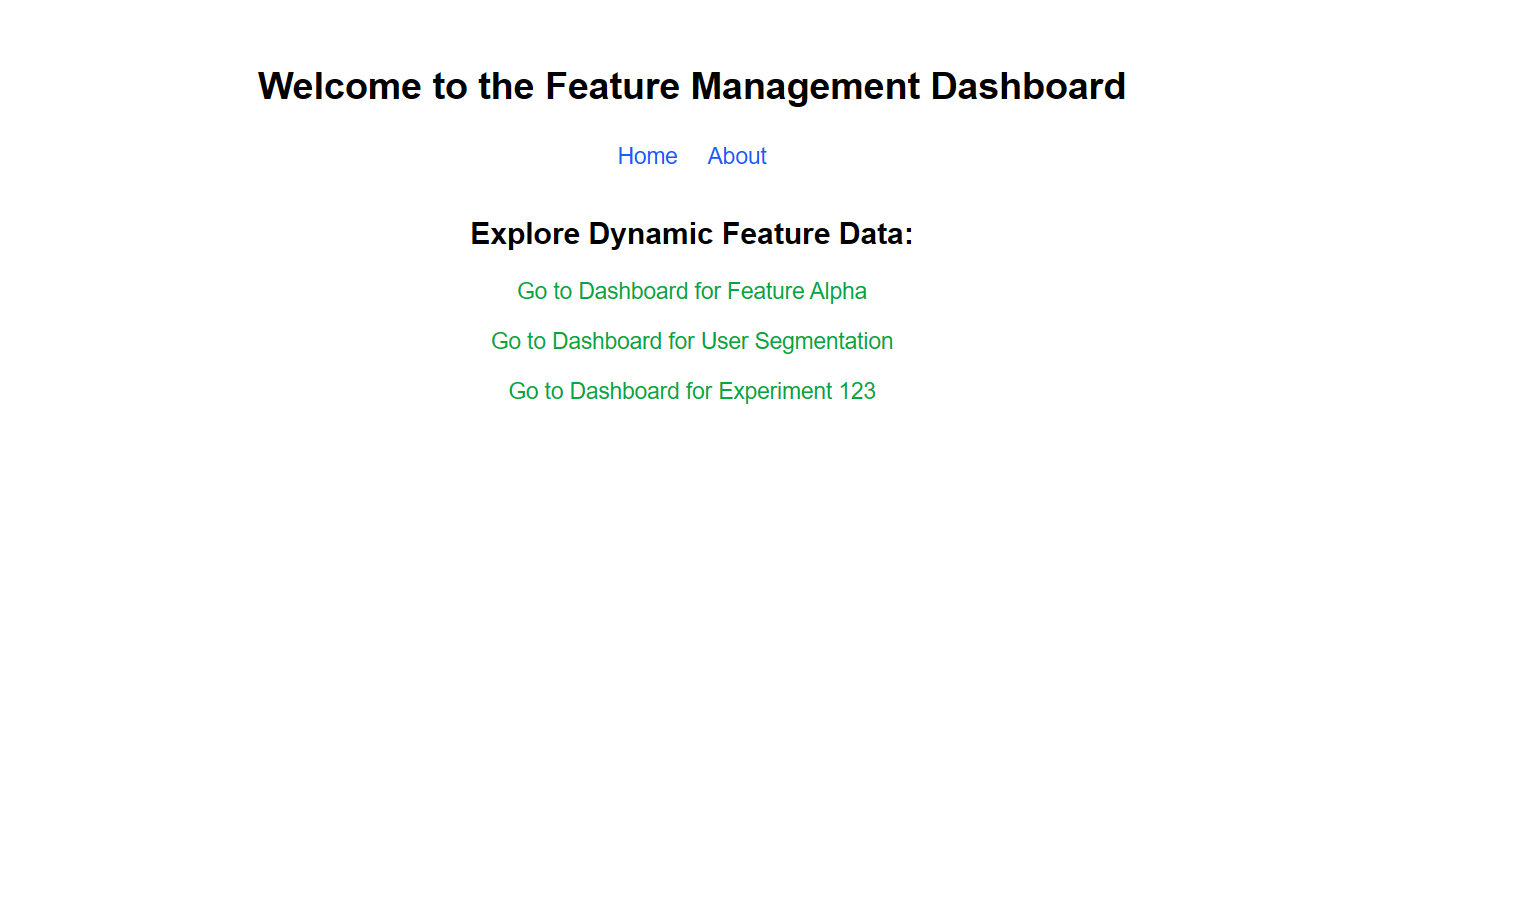 Welcome to the Feature Management Dashboard
Home About
Explore Dynamic Feature Data:
Go to Dashboard for Feature Alpha
Go to Dashboard for User Segmentation
Go to Dashboard for Experiment 123